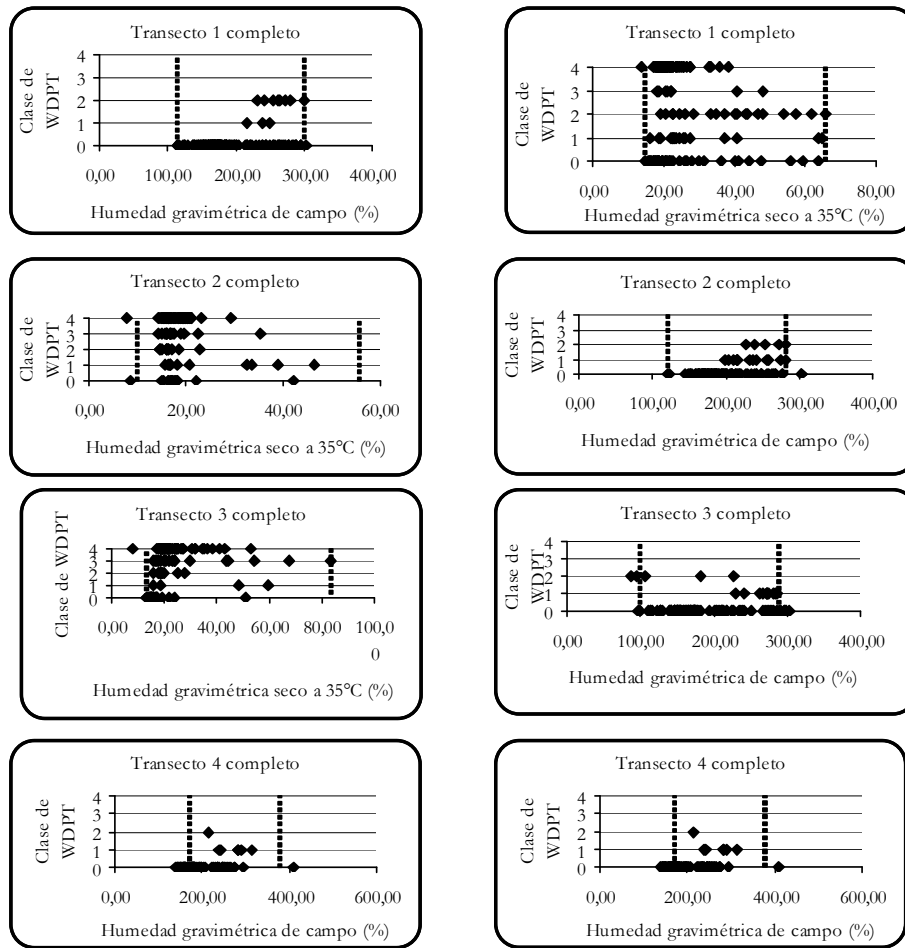 Transecto 1 completo
Clase de
WDPT
4
3
2
1
0
0,00 100,00 200,00 300,00 400,00
Humedad gravimétrica de campo (%)
Transecto 1 completo
Clase de
WDPT
4
3
2
1
0
0,00 20,00 40,00 60,00 80,00
Humedad gravimétrica seco a 35°C (%)
Transecto 2 completo
Clase de
WDPT
4
3
2
1
0
0,00 20,00 40,00 60,00
Humedad gravimétrica seco a 35°C (%)
Transecto 2 completo
Clase de
WDPT
4
3
2
1
0
0,00 100,00 200,00 300,00 400,00
Humedad gravimétrica de campo (%)
Transecto 3 completo
Clase de WDPT
4
3
2
1
0
0,00 20,00 40,00 60,00 80,00 100,0
0
Humedad gravimétrica seco a 35°C (%)
Transecto 3 completo
Clase de
WDPT
4
3
2
1
0
0,00 100,00 200,00 300,00 400,00
Humedad gravimétrica de campo (%)
Transecto 4 completo
Clase de
WDPT
4
3
2
1
0
0,00 200,00 400,00 600,00
Humedad gravimétrica de campo (%)
Transecto 4 completo
Clase de
WDPT
4
3
2
1
0
0,00 200,00 400,00 600,00
Humedad gravimétrica de campo (%)